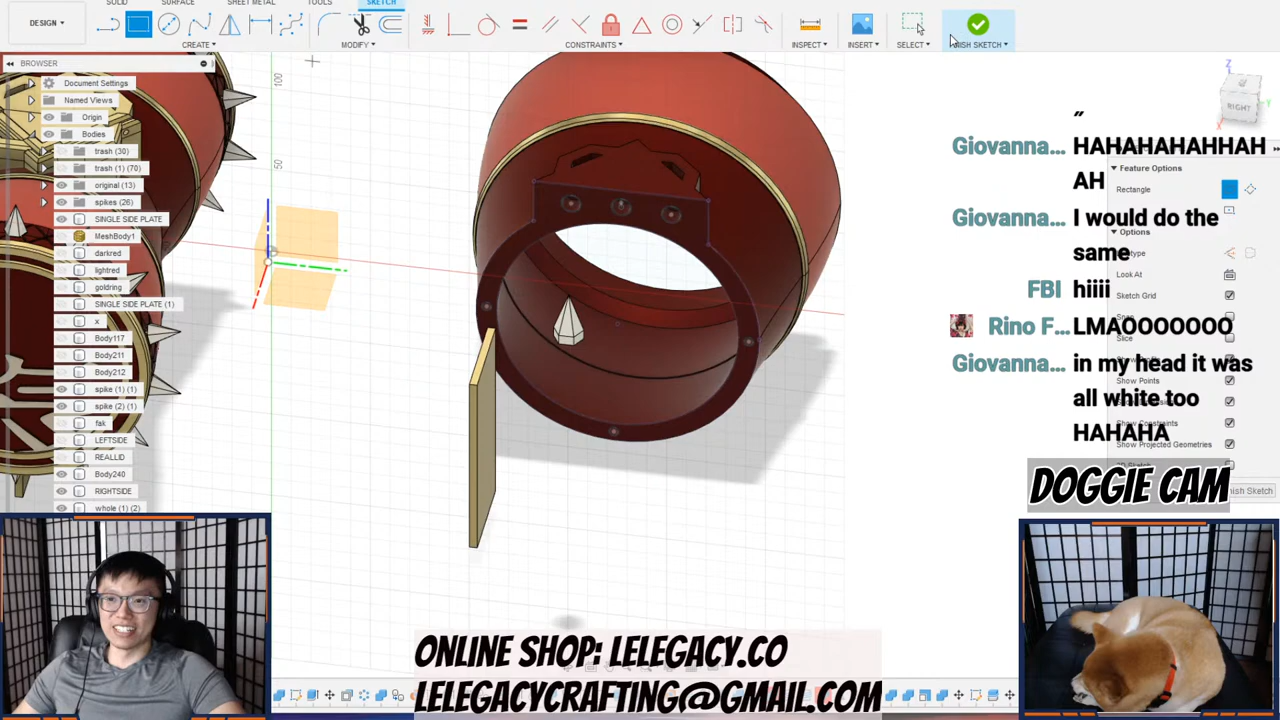 SOLID
SURFACE
SHEET METAL
TOOLS
SKETCH
DESIGN
CREATE
MODIFY
CONSTRAINTS
INSPECT
INSERT
SELECT
SH SKETCH
BROWSER
Document Settings
Named Views
Origin
Bodies
trash (30)
trash (1) (70)
original (13)
spikes (26)
SINGLE SIDE PLATE
MeshBody1
darkred
lightred
goldring
SINGLE SIDE PLATE (1)
x
Body117
Body211
Body212
spike (1) (1)
spike (2) (1)
fak
LEFTSIDE
REALLID
Body240
RIGHTSIDE
whole (1) (2)
100
50
Z
RIGHT
Feature Options
Rectangle
Options
Look At
Sketch Grid
Slice
Show Points
Show Constraints
Show Projected Geometries
nish Sketch
"
Giovanna… HAHAHAHAHHAH
AH
Giovanna… I would do the
same
FBI hiiii
Rino F… LMAOOOOOOO
Giovanna… in my head it was
all white too
HAHAHA
DOGGIE CAM
ONLINE SHOP: LELEGACY.CO
LELEGACYCRAFTING@GMAIL.COM